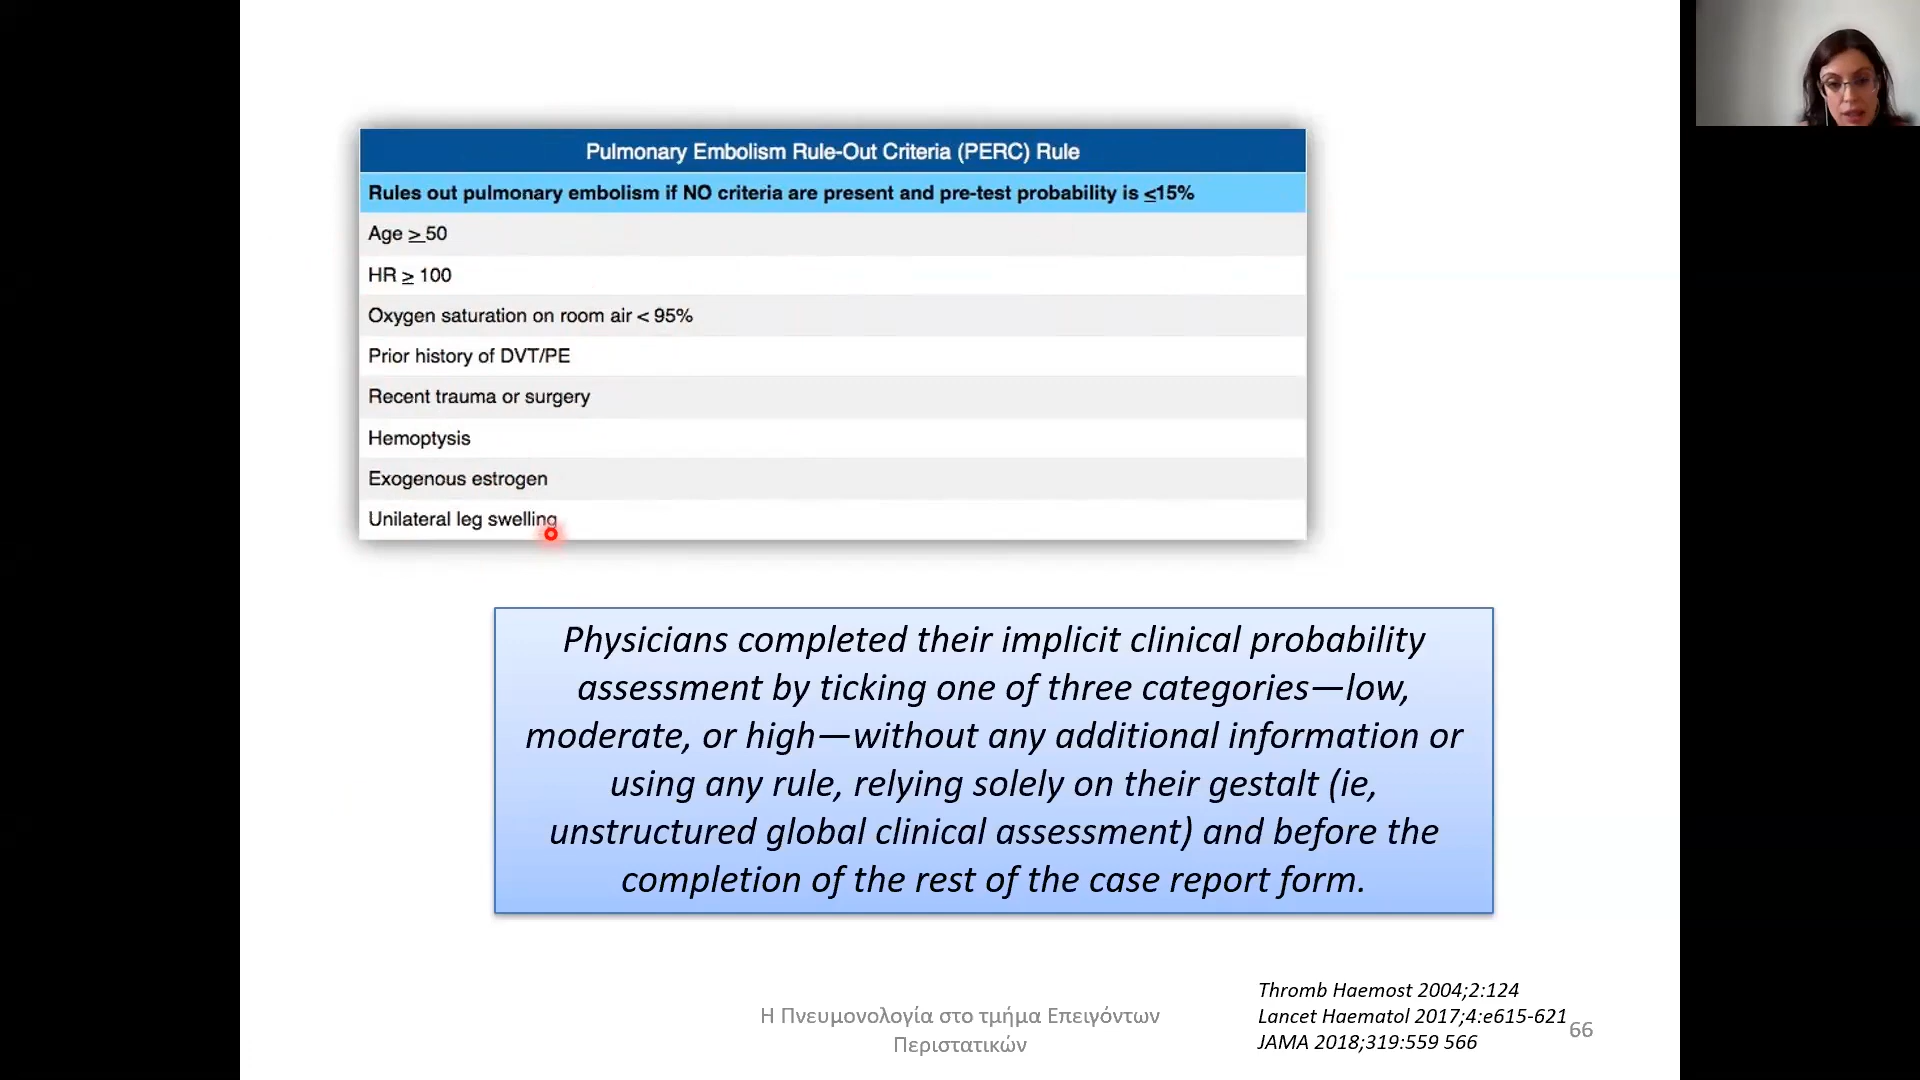 Pulmonary Embolism Rule-Out Criteria (PERC) Rule
Rules out pulmonary embolism if NO criteria are present and pre-test probability is ≤15%
Age ≥ 50
HR ≥ 100
Oxygen saturation on room air < 95%
Prior history of DVT/PE
Recent trauma or surgery
Hemoptysis
Exogenous estrogen
Unilateral leg swelling
Physicians completed their implicit clinical probability
assessment by ticking one of three categories—low,
moderate, or high—without any additional information or
using any rule, relying solely on their gestalt (ie,
unstructured global clinical assessment) and before the
completion of the rest of the case report form.
Η Πνευμονολογία στο τμήμα Επειγόντων
Περιστατικών
Thromb Haemost 2004;2:124
Lancet Haematol 2017;4:e615-621
JAMA 2018;319:559 566
66